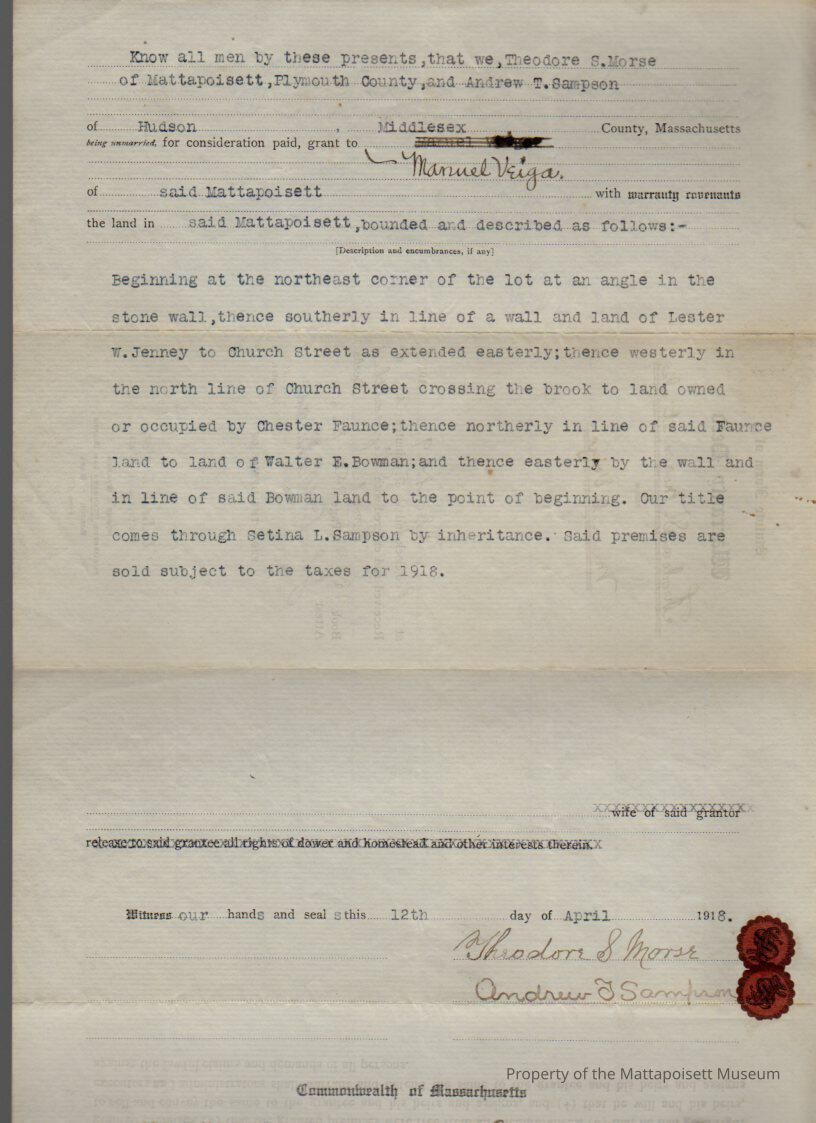 Know all men by these presents,that we,Theodore S.Morse
of Mattapoisett,Plymouth County,and Andrew T.Sampson
of Hudson , Middlesex County, Massachusetts
being unmarried, for consideration paid, grant to Manuel Veiga
Manuel Veiga.
of said Mattapoisett with warranty covenants
the land in said Mattapoisett,bounded and described as follows:-
[Description and encumbrances, if any]
Beginning at the northeast corner of the lot at an angle in the
stone wall,thence southerly in line of a wall and land of Lester
W.Jenney to Church Street as extended easterly;thence westerly in
the north line of Church Street crossing the brook to land owned
or occupied by Chester Faunce;thence northerly in line of said Faunce
land to land of Walter E.Bowman;and thence easterly by the wall and
in line of said Bowman land to the point of beginning. Our title
comes through Setina L.Sampson by inheritance. Said premises are
sold subject to the taxes for 1918.
wife of said grantor
release to said grantee all rights of dower and homestead and other interests therein.
Witness our hands and seal s this 12th day of April 1918.
Theodore S Morse
Andrew T Sampson
Property of the Mattapoisett Museum
Commonwealth of Massachusetts